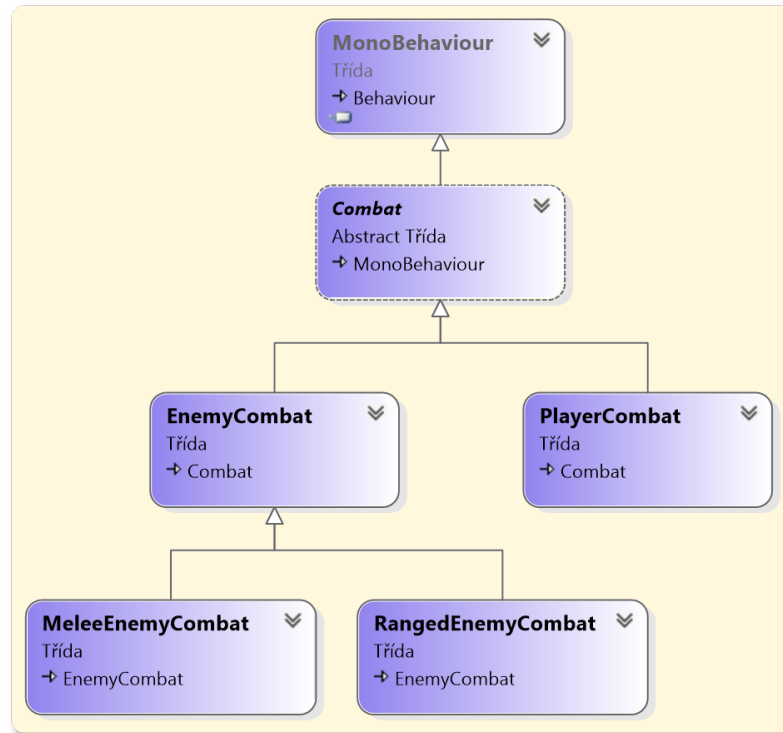 MonoBehaviour
Třída
Behaviour
Combat
Abstract Třída
MonoBehaviour
EnemyCombat
Třída
Combat
PlayerCombat
Třída
Combat
MeleeEnemyCombat
Třída
EnemyCombat
RangedEnemyCombat
Třída
EnemyCombat